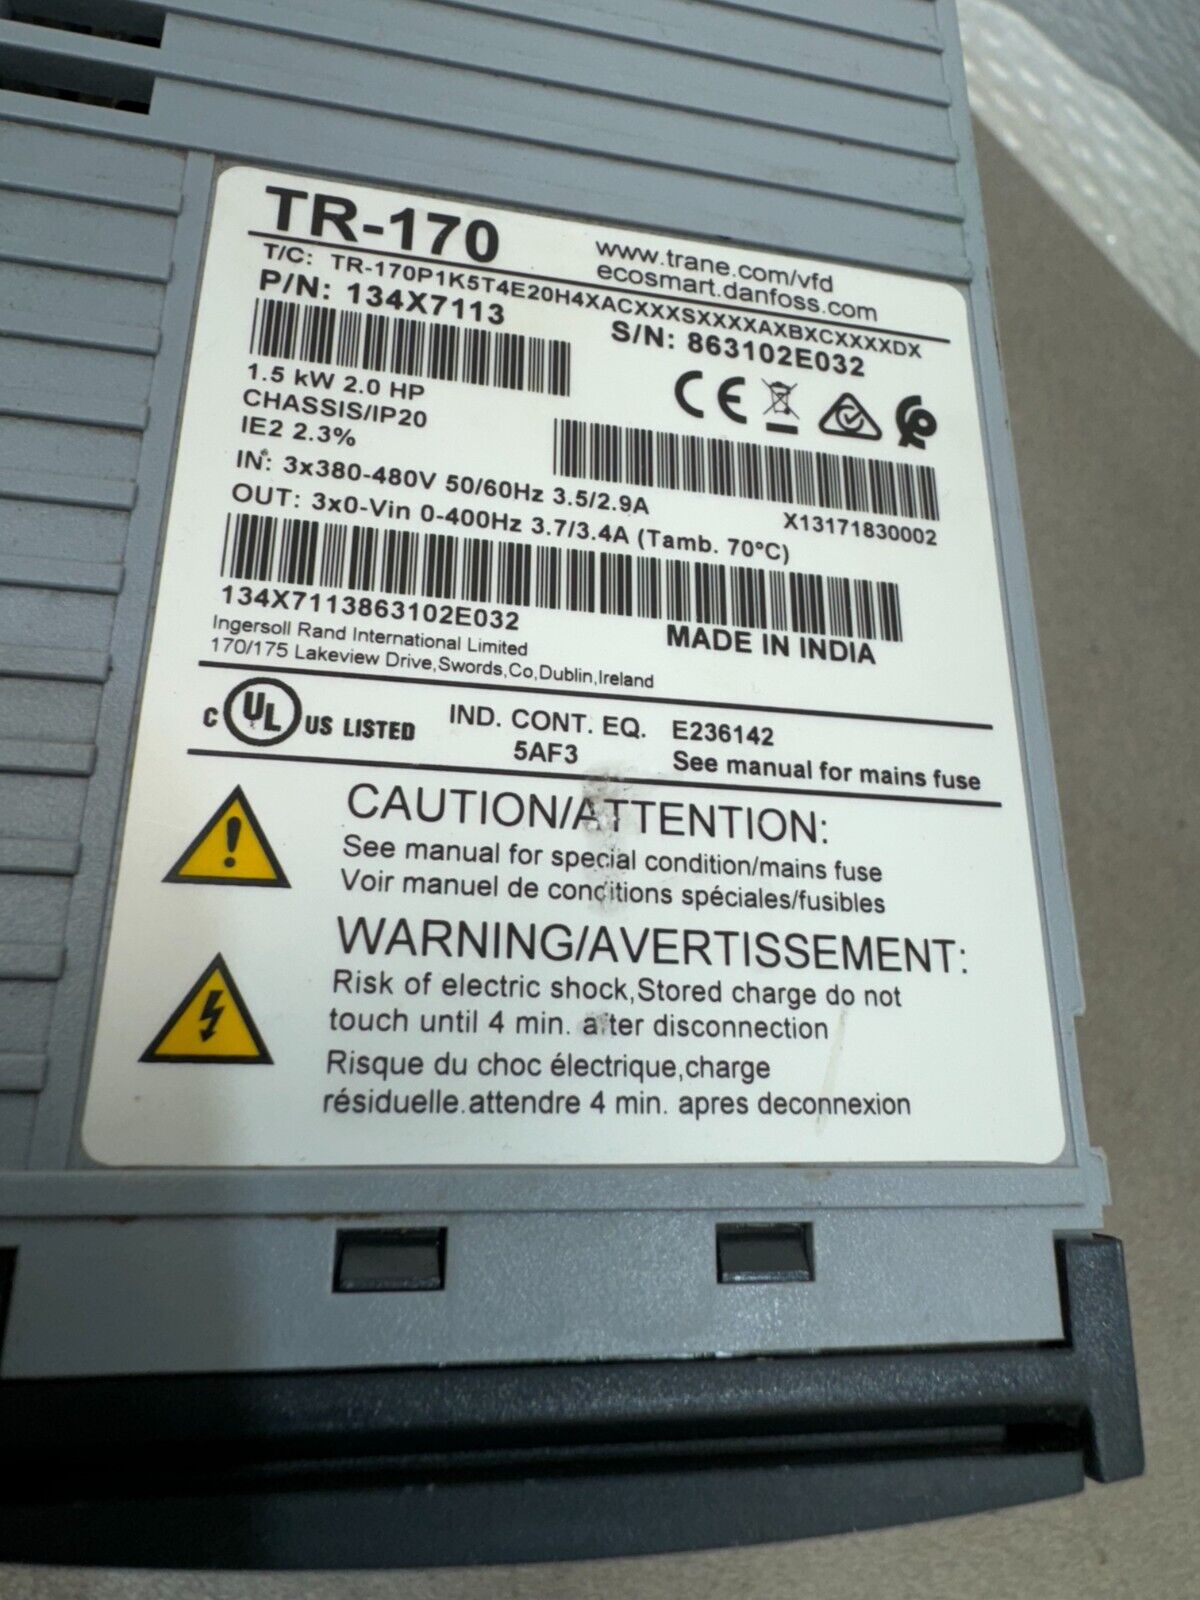 TR-170
www.trane.com/vfd
ecosmart.danfoss.com
T/C: TR-170P1K5T4E20H4XACXXXSXXXXAXBXCXXXXDX
P/N: 134X7113
S/N: 863102E032
1.5 kW 2.0 HP
CHASSIS/IP20
IE2 2.3%
IN: 3x380-480V 50/60Hz 3.5/2.9A
X13171830002
OUT: 3x0-Vin 0-400Hz 3.7/3.4A (Tamb. 70°C)
134X7113863102E032
MADE IN INDIA
Ingersoll Rand International Limited
170/175 Lakeview Drive,Swords,Co,Dublin,Ireland
C UL US LISTED
IND. CONT. EQ. E236142
5AF3 See manual for mains fuse
CAUTION/ATTENTION:
See manual for special condition/mains fuse
Voir manuel de conditions spéciales/fusibles
WARNING/AVERTISSEMENT:
Risk of electric shock,Stored charge do not
touch until 4 min. after disconnection
Risque du choc électrique,charge
résiduelle.attendre 4 min. apres deconnexion